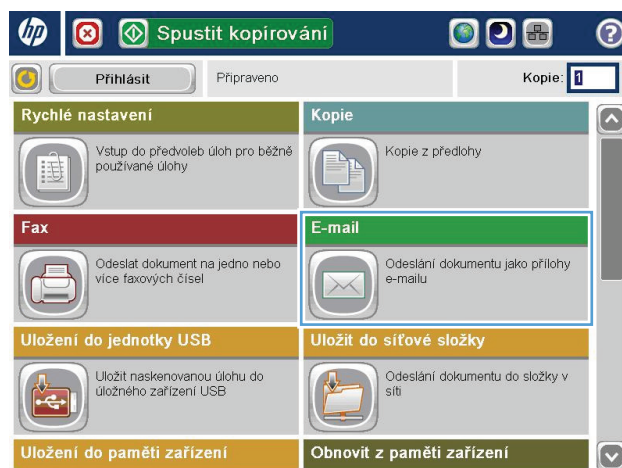 hp
Spustit kopírování
?
Přihlásit
Připraveno
Kopie: 1
Rychlé nastavení
Vstup do předvoleb úloh pro běžně
používané úlohy
Kopie
Kopie z předlohy
Fax
Odeslat dokument na jedno nebo
více faxových čísel
E-mail
Odeslání dokumentu jako přílohy
e-mailu
Uložení do jednotky USB
Uložit naskenovanou úlohu do
úložného zařízení USB
Uložit do síťové složky
Odeslání dokumentu do složky v
síti
Uložení do paměti zařízení
Obnovit z paměti zařízení